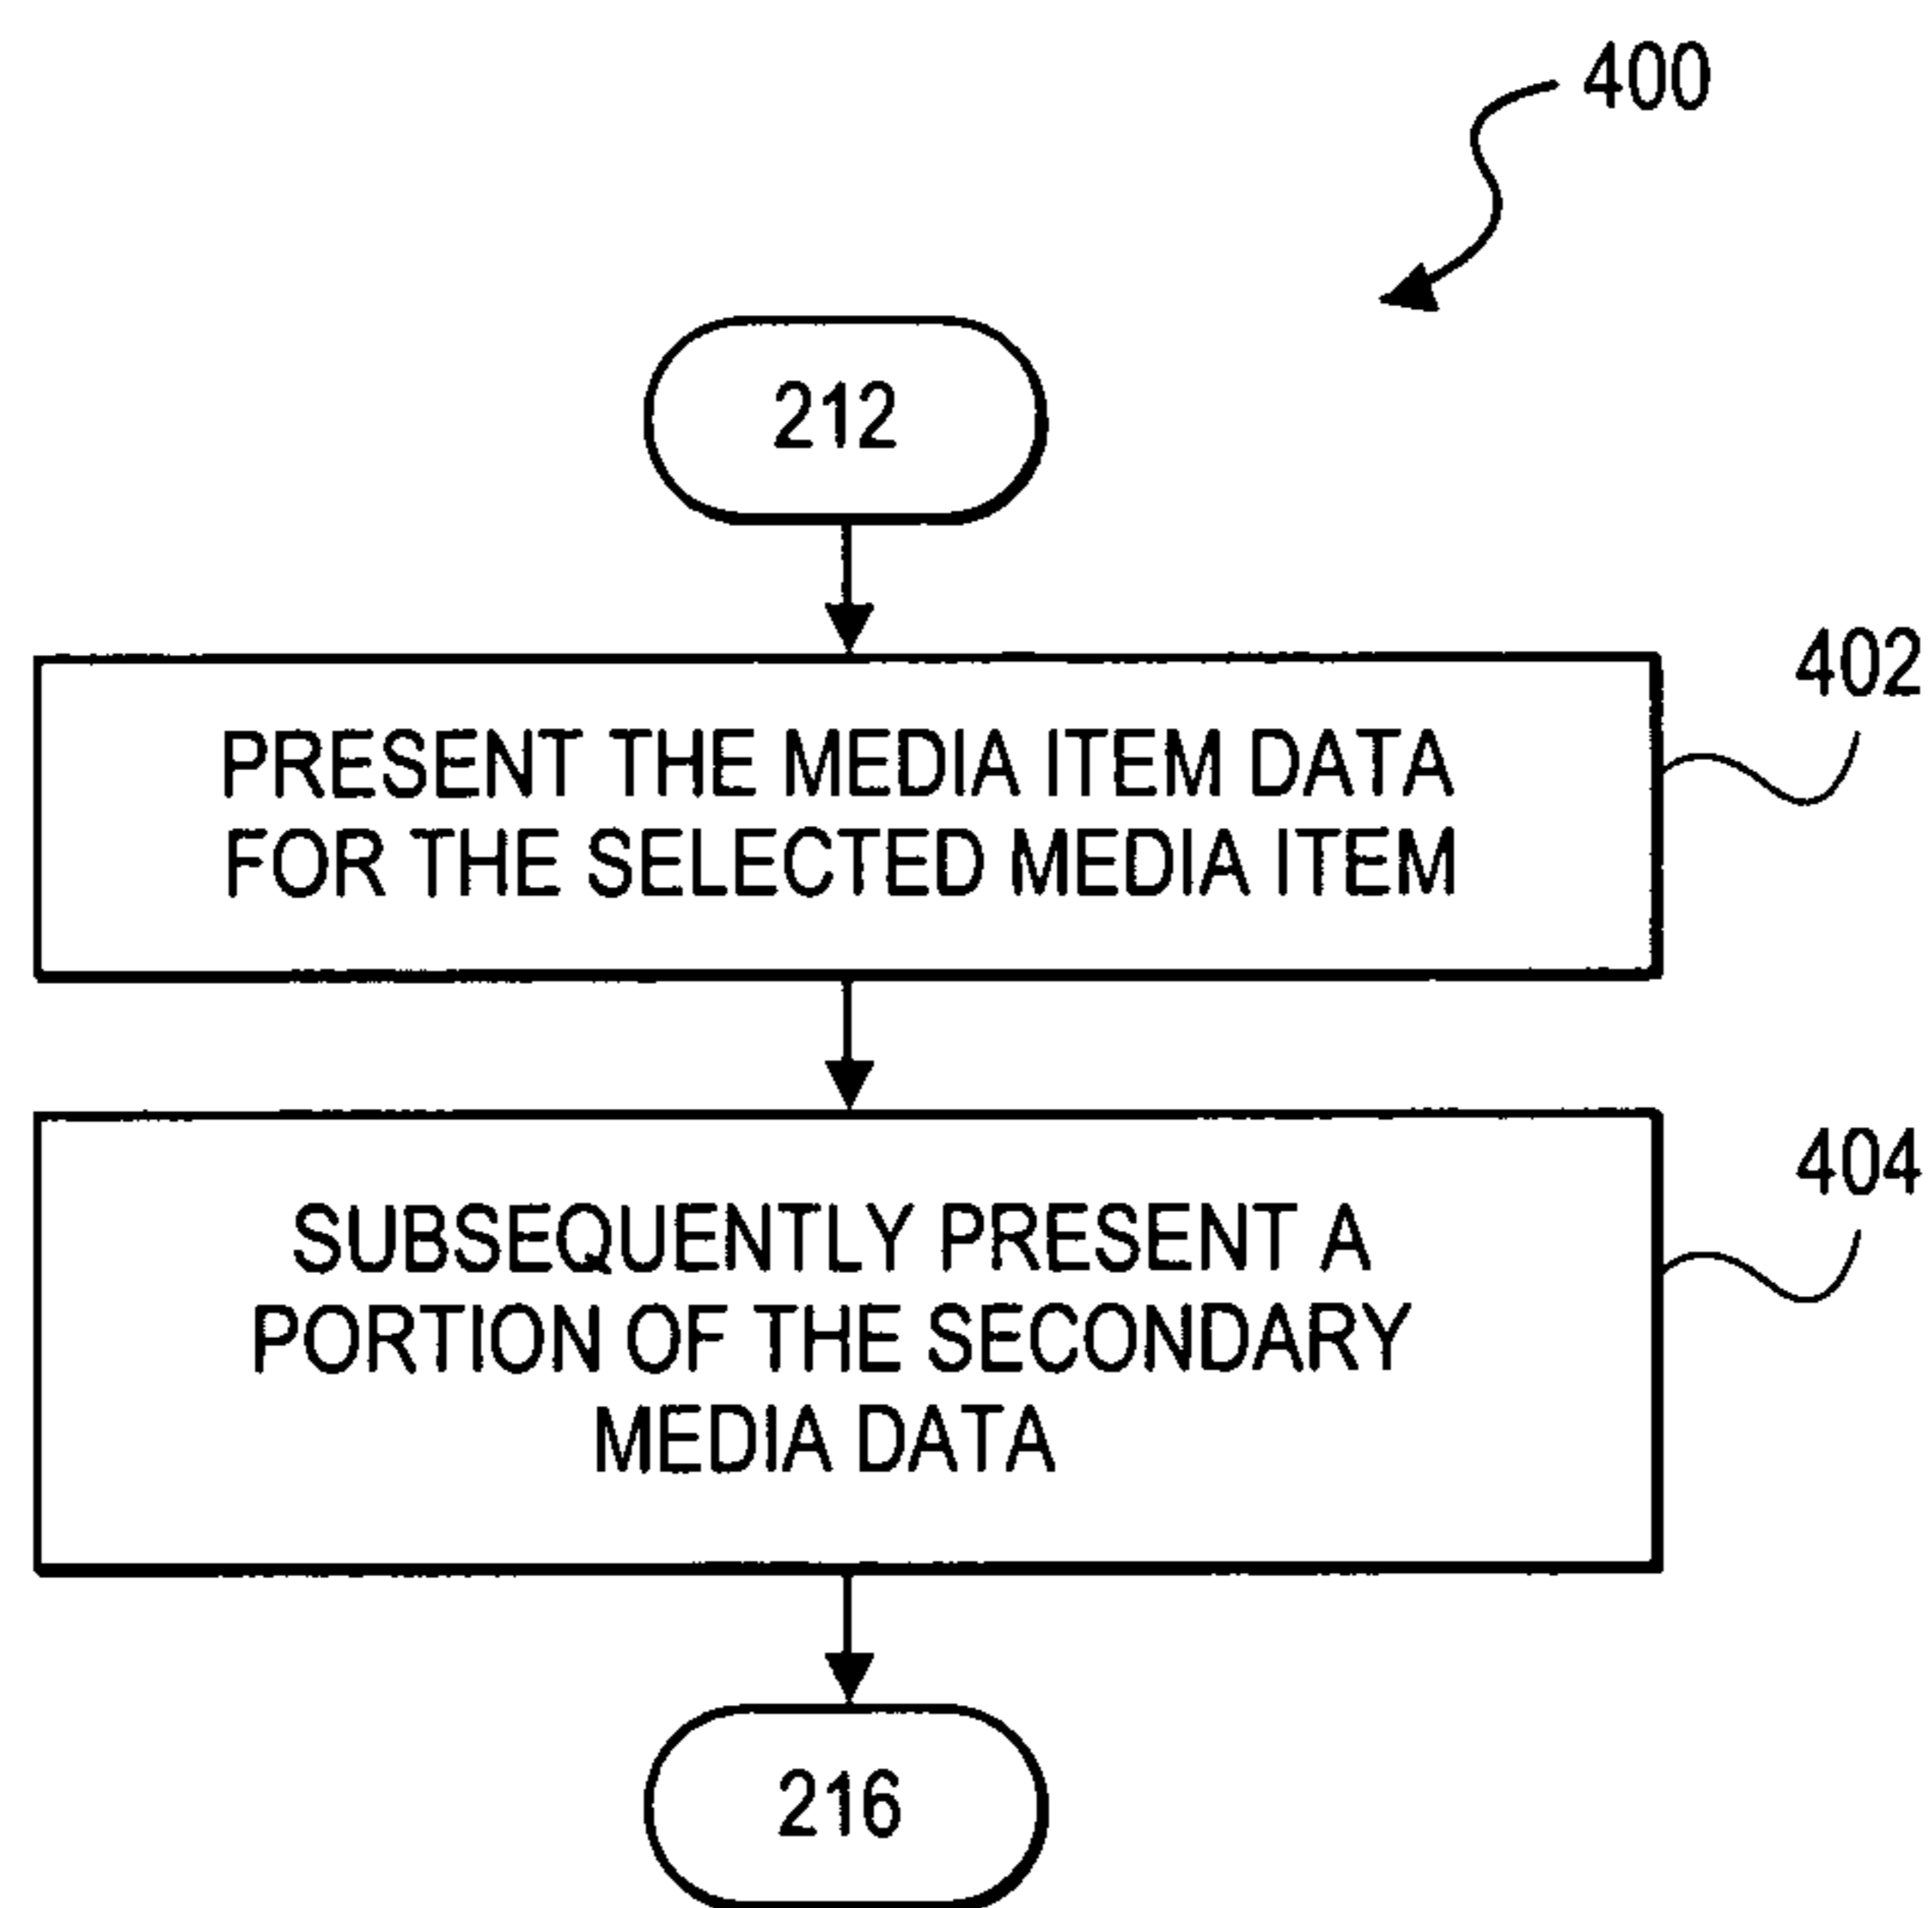 400
212
402
PRESENT THE MEDIA ITEM DATA
FOR THE SELECTED MEDIA ITEM
404
SUBSEQUENTLY PRESENT A
PORTION OF THE SECONDARY
MEDIA DATA
216